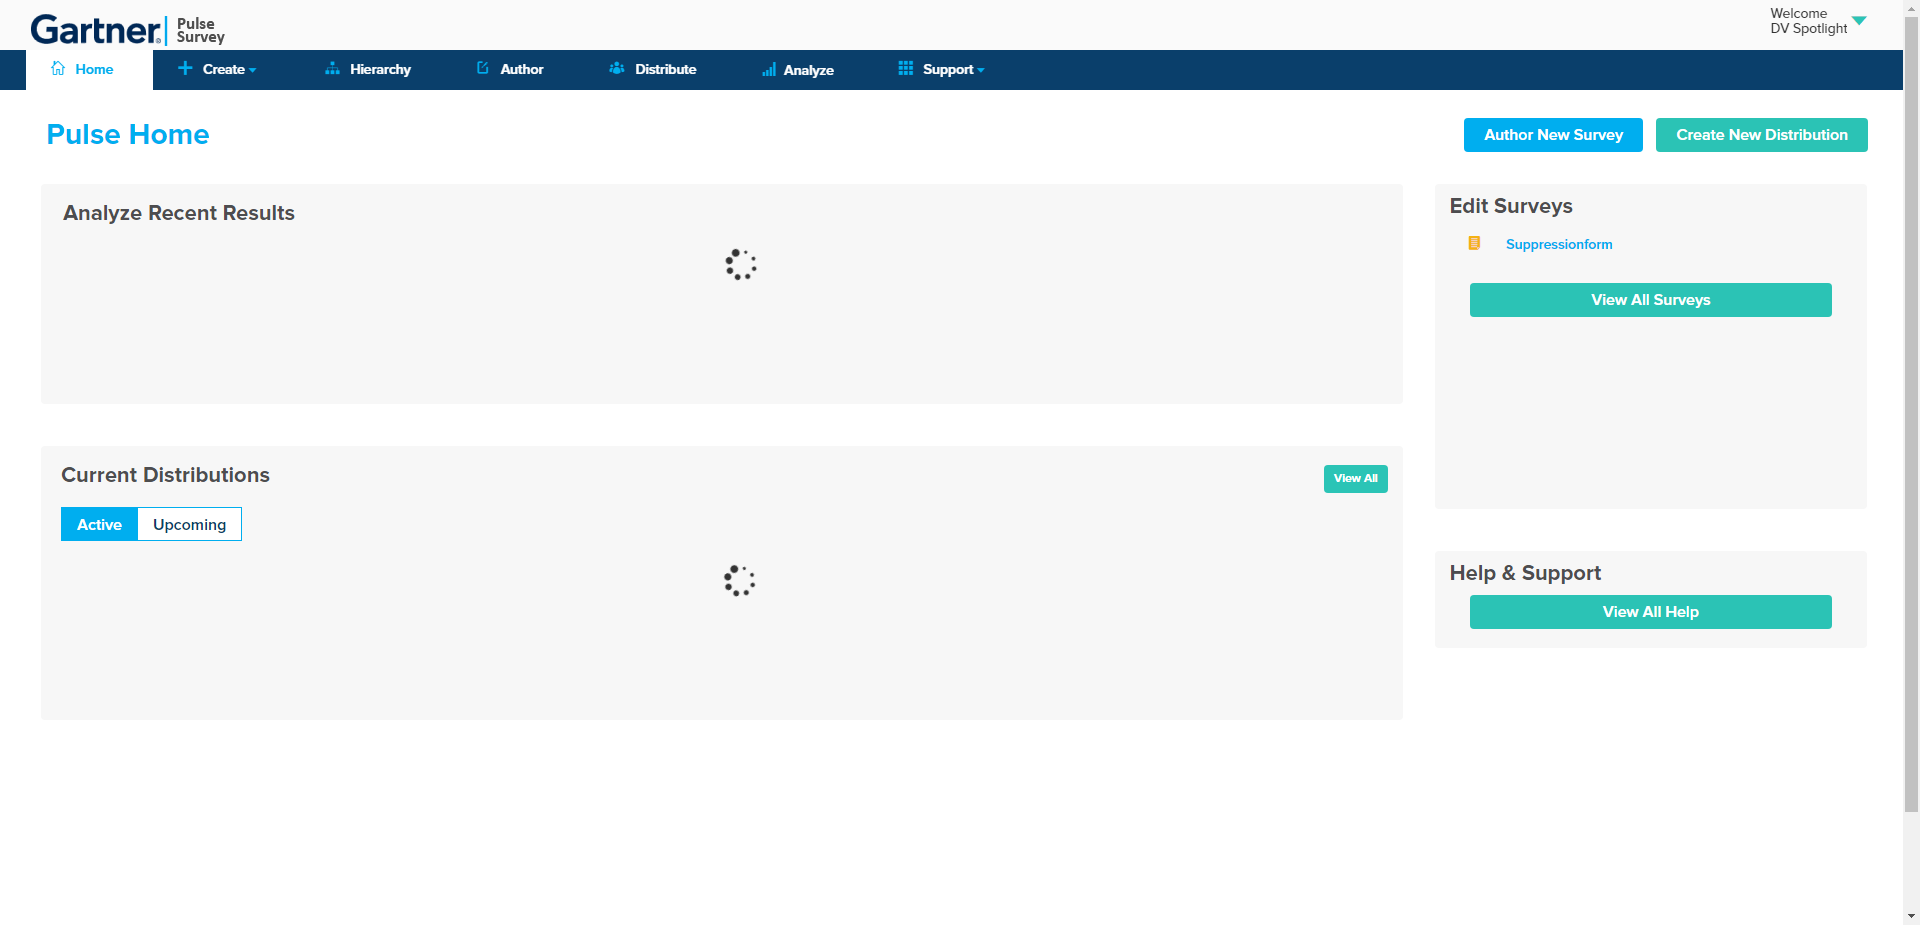 Gartner® Pulse Survey
Welcome
DV Spotlight
Home
Create
Hierarchy
Author
Distribute
Analyze
Support
Pulse Home
Author New Survey
Create New Distribution
Analyze Recent Results
Edit Surveys
Suppressionform
View All Surveys
Current Distributions
View All
Active
Upcoming
Help & Support
View All Help